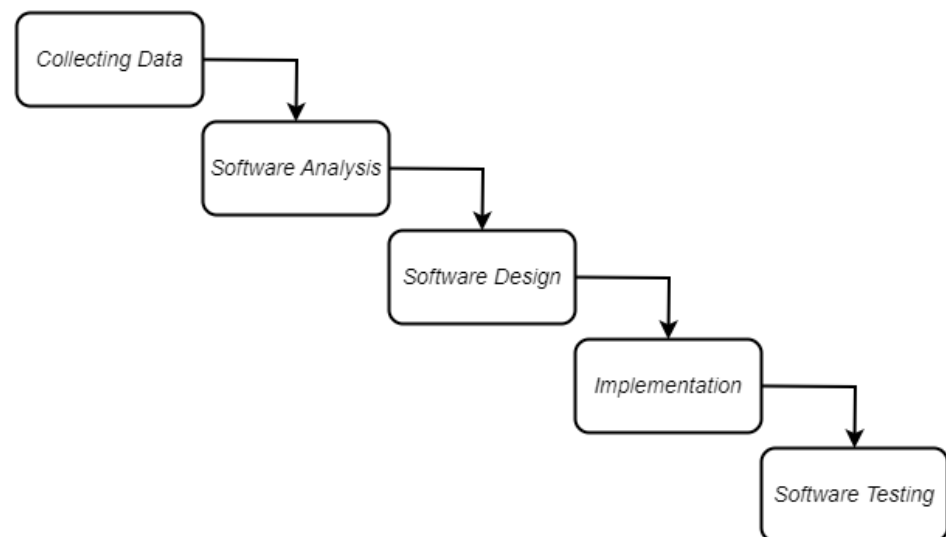 Collecting Data
Software Analysis
Software Design
Implementation
Software Testing